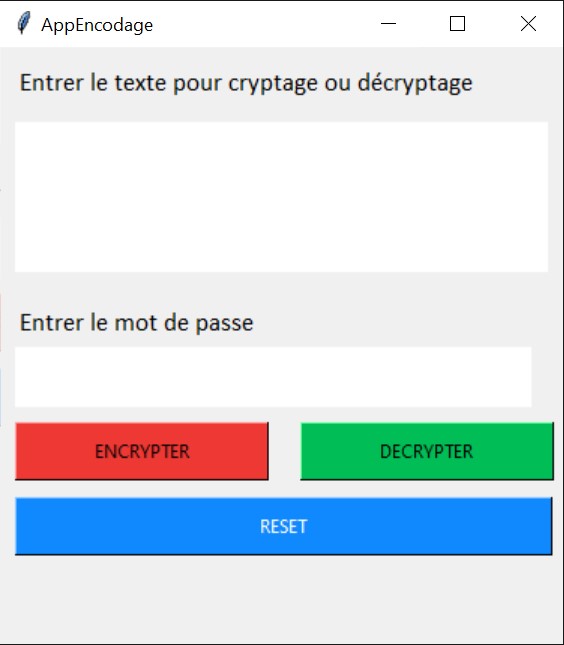 AppEncodage
Entrer le texte pour cryptage ou décryptage
Entrer le mot de passe
ENCRYPTER
DECRYPTER
RESET